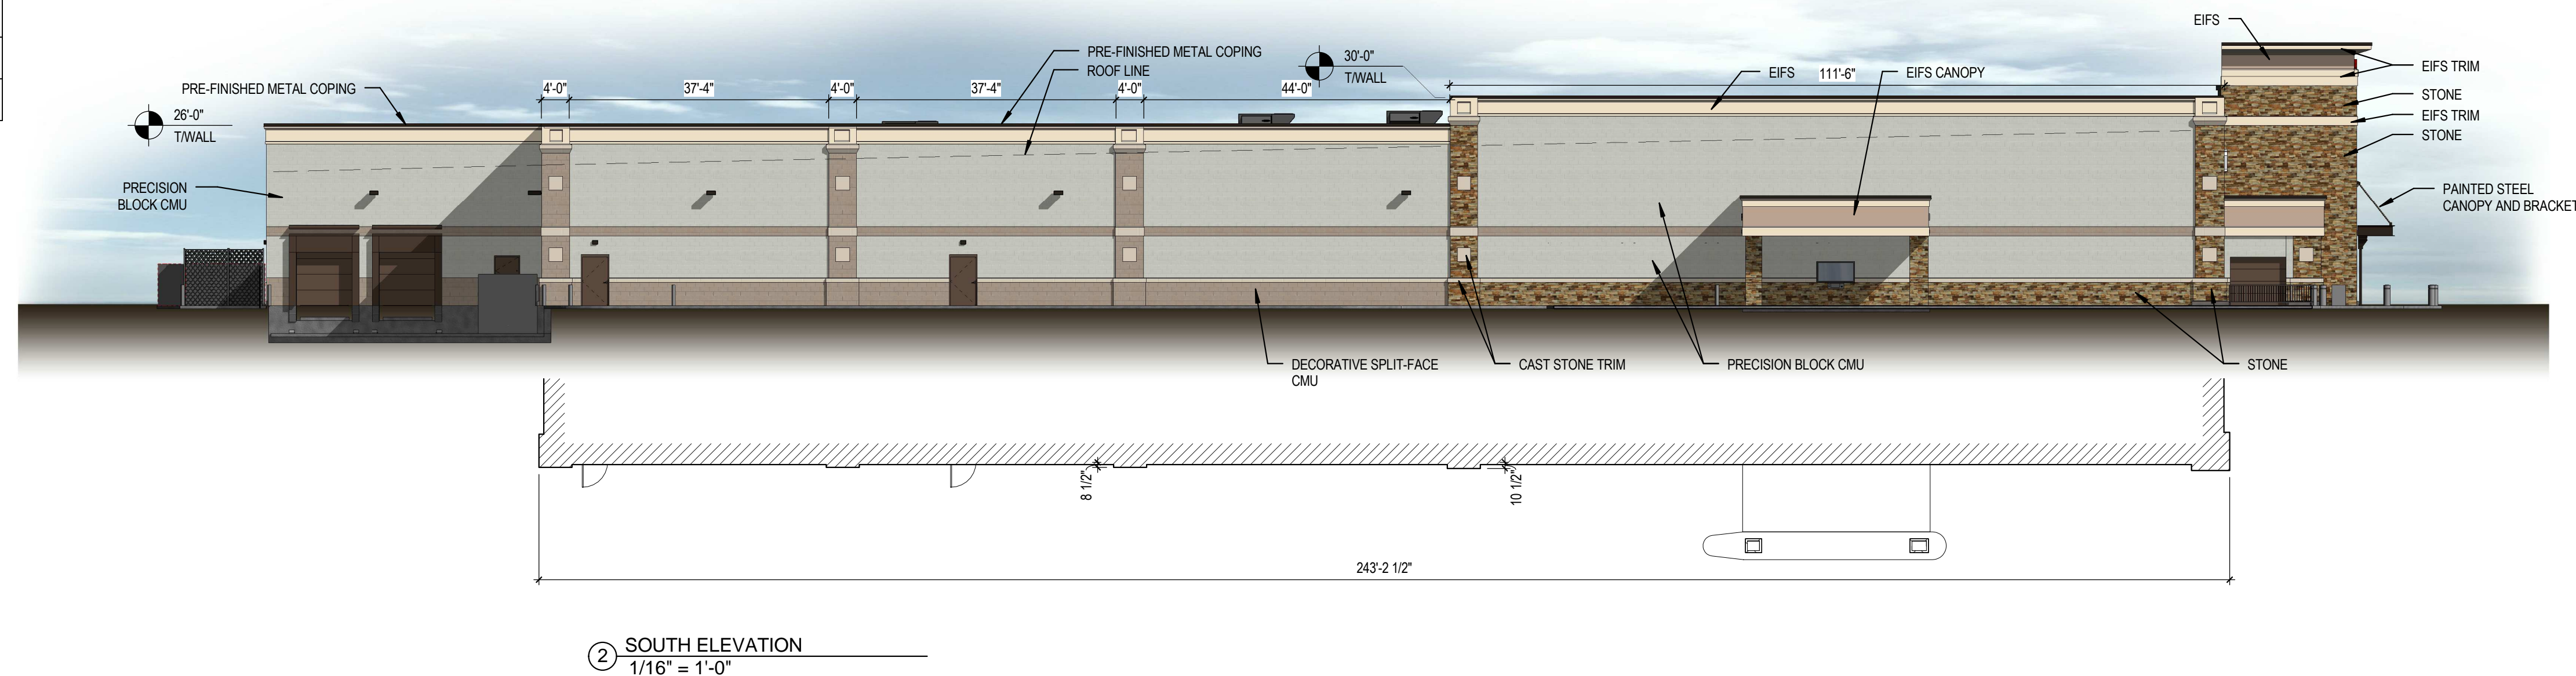 EIFS
PRE-FINISHED METAL COPING
ROOF LINE
30'-0"
T/WALL
EIFS
111'-6"
EIFS CANOPY
EIFS TRIM
PRE-FINISHED METAL COPING
4'-0"
37'-4"
4'-0"
37'-4"
4'-0"
44'-0"
STONE
26'-0"
T/WALL
EIFS TRIM
STONE
PRECISION
BLOCK CMU
PAINTED STEEL
CANOPY AND BRACKET
DECORATIVE SPLIT-FACE
CMU
CAST STONE TRIM
PRECISION BLOCK CMU
STONE
8 1/2"
10 1/2"
243'-2 1/2"
2
SOUTH ELEVATION
1/16" = 1'-0"